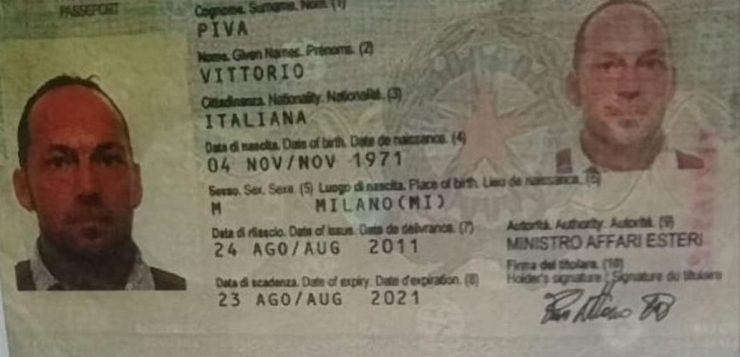 PASSEPORT
Cognome. Surname. Nom. (1)
PIVA
Nome. Given Names. Prénoms. (2)
VITTORIO
Cittadinanza. Nationality. Nationalité. (3)
ITALIANA
Data di nascita. Date of birth. Date de naissance. (4)
04 NOV/NOV 1971
Sesso. Sex. Sexe. (5) Luogo di nascita. Place of birth. Lieu de naissance. (6)
M MILANO(MI)
Data di rilascio. Date of issue. Date de délivrance. (7)
24 AGO/AUG 2011
Autorità. Authority. Autorité. (9)
MINISTRO AFFARI ESTERI
Data di scadenza. Date of expiry. Date d'expiration. (8)
23 AGO/AUG 2021
Firma del titolare. (10)
Holder's signature / Signature du titulaire